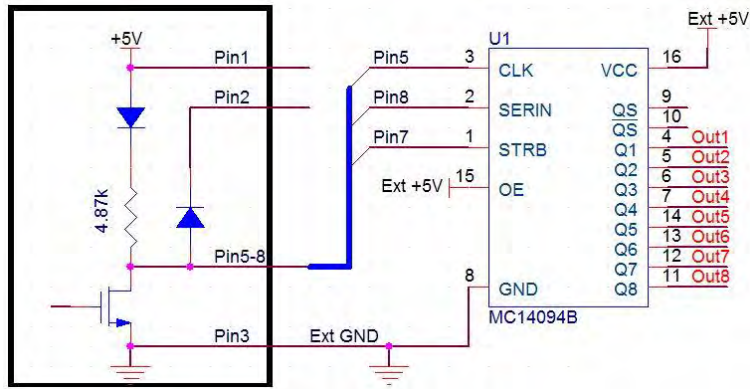 +5V
Pin1
Pin2
4.87k
Pin5-8
Pin3
Ext GND
Pin5
Pin8
Pin7
Ext +5V
U1
3
CLK
2
SERIN
1
STRB
15
OE
8
GND
MC14094B
Ext +5V
VCC
16
QS
9
QS
10
Q1
4
Out1
Q2
5
Out2
Q3
6
Out3
Q4
7
Out4
Q5
14
Out5
Q6
13
Out6
Q7
12
Out7
Q8
11
Out8